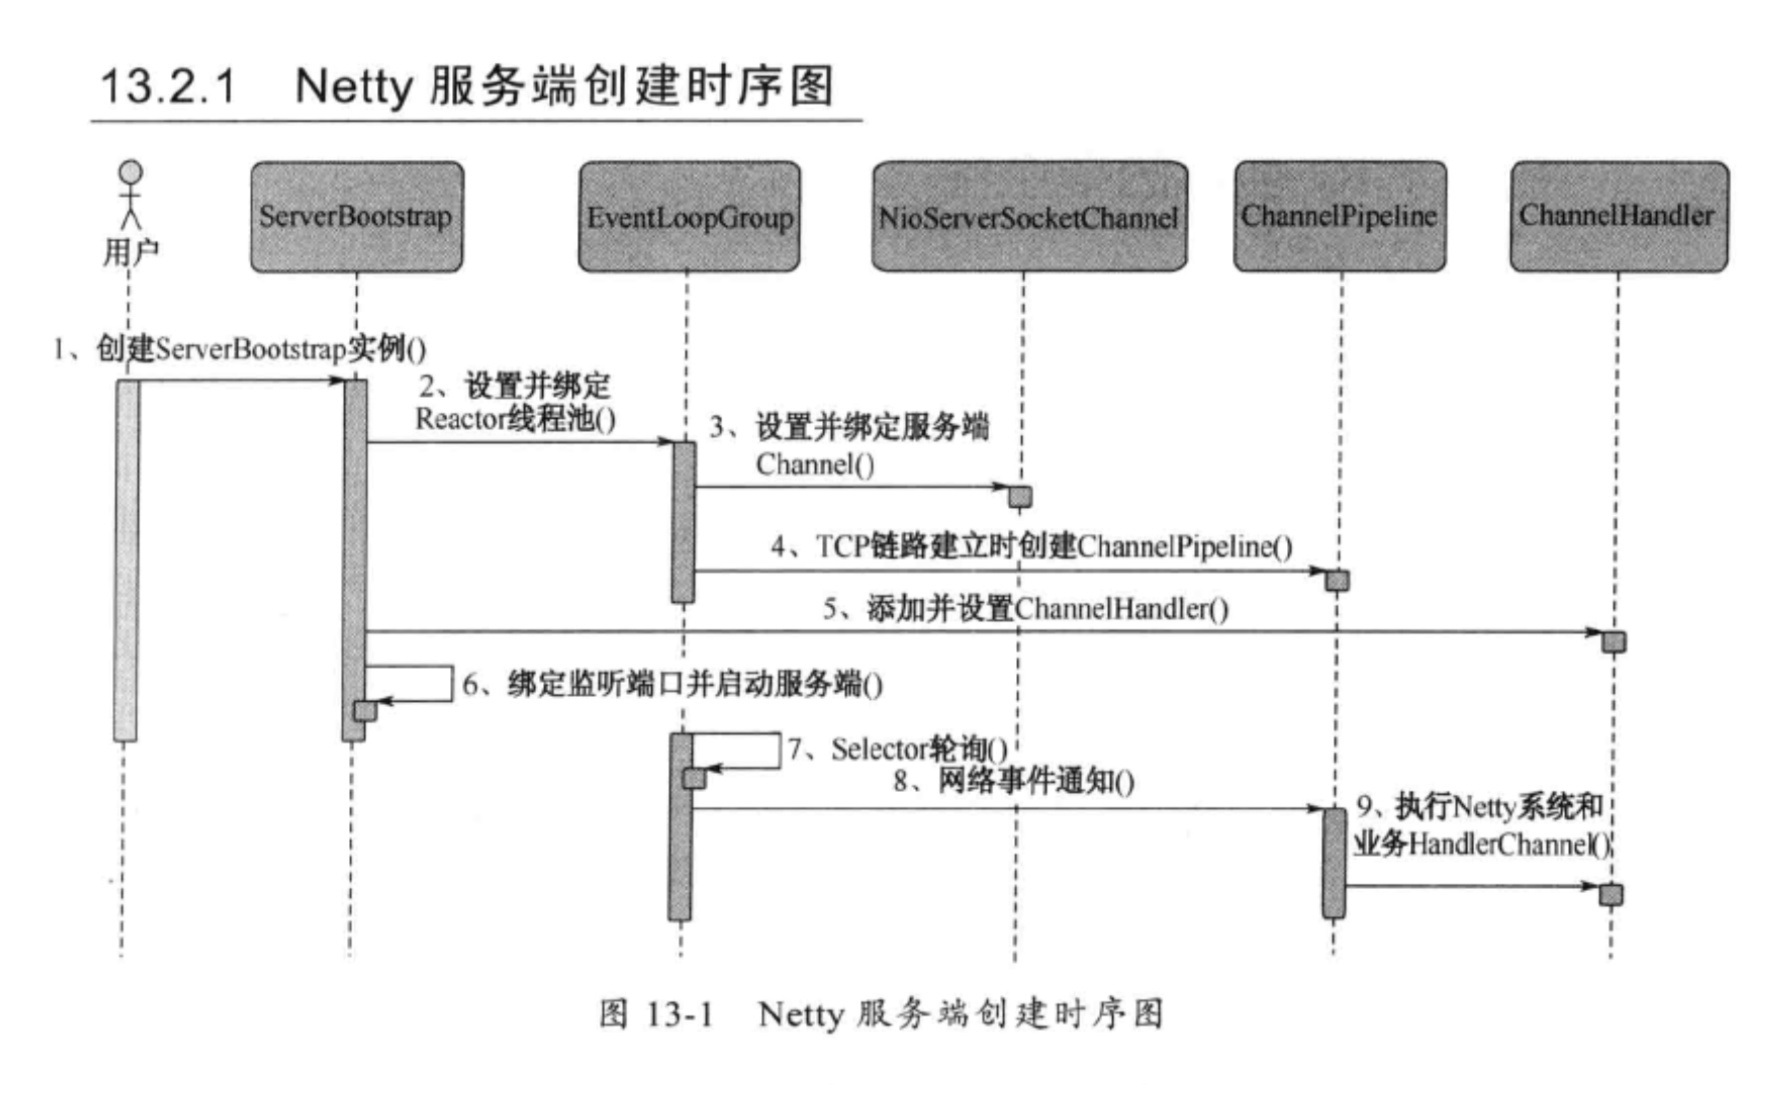 13.2.1 Netty 服务端创建时序图
用户
ServerBootstrap
EventLoopGroup
NioServerSocketChannel
ChannelPipeline
ChannelHandler
1、创建ServerBootstrap实例()
2、设置并绑定
Reactor线程池()
3、设置并绑定服务端
Channel()
4、TCP链路建立时创建ChannelPipeline()
5、添加并设置ChannelHandler()
6、绑定监听端口并启动服务端()
7、Selector轮询()
8、网络事件通知()
9、执行Netty系统和
业务HandlerChannel()
图 13-1 Netty 服务端创建时序图